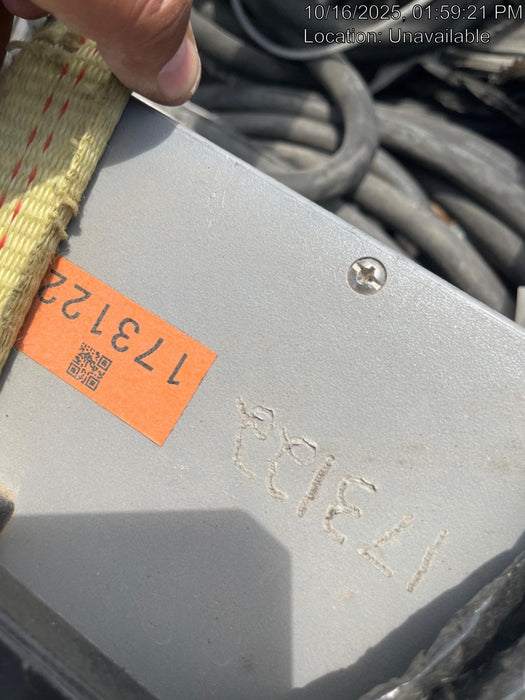 10/16/2025, 01:59:21 PM
Location: Unavailable
173122
173122